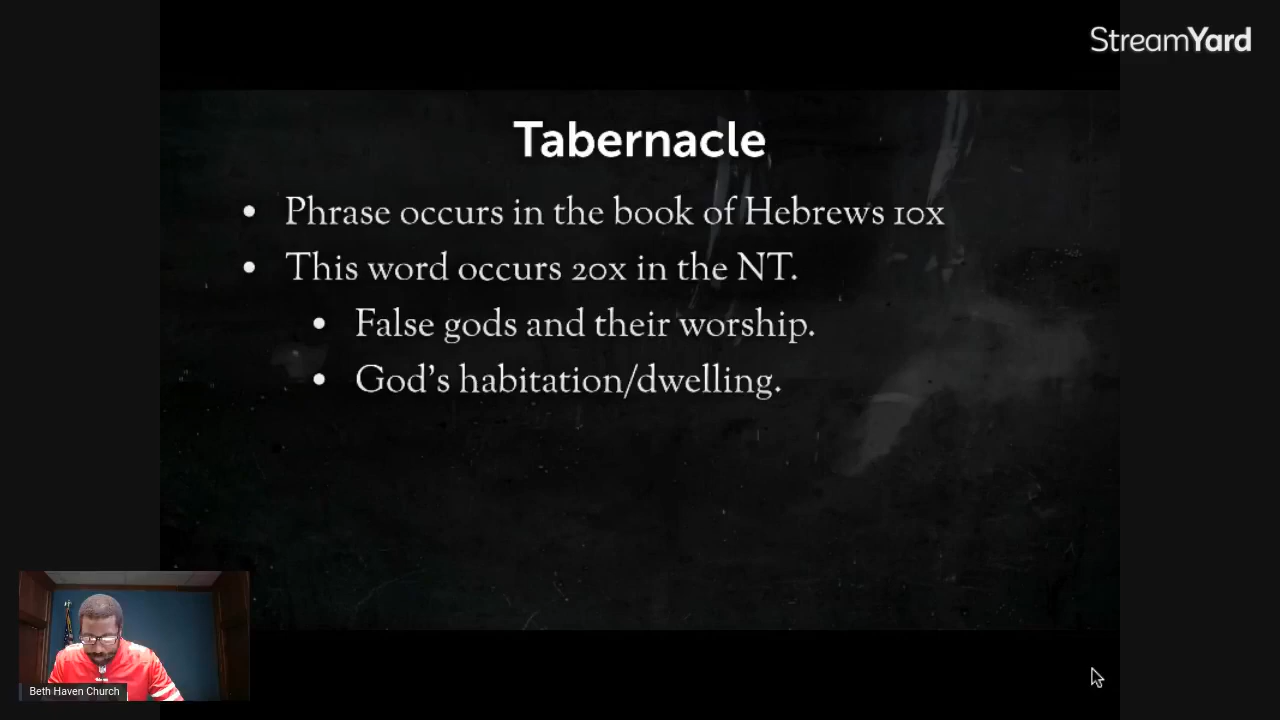 StreamYard
Tabernacle
• Phrase occurs in the book of Hebrews 10x
• This word occurs 20x in the NT.
• False gods and their worship.
• God's habitation/dwelling.
Beth Haven Church